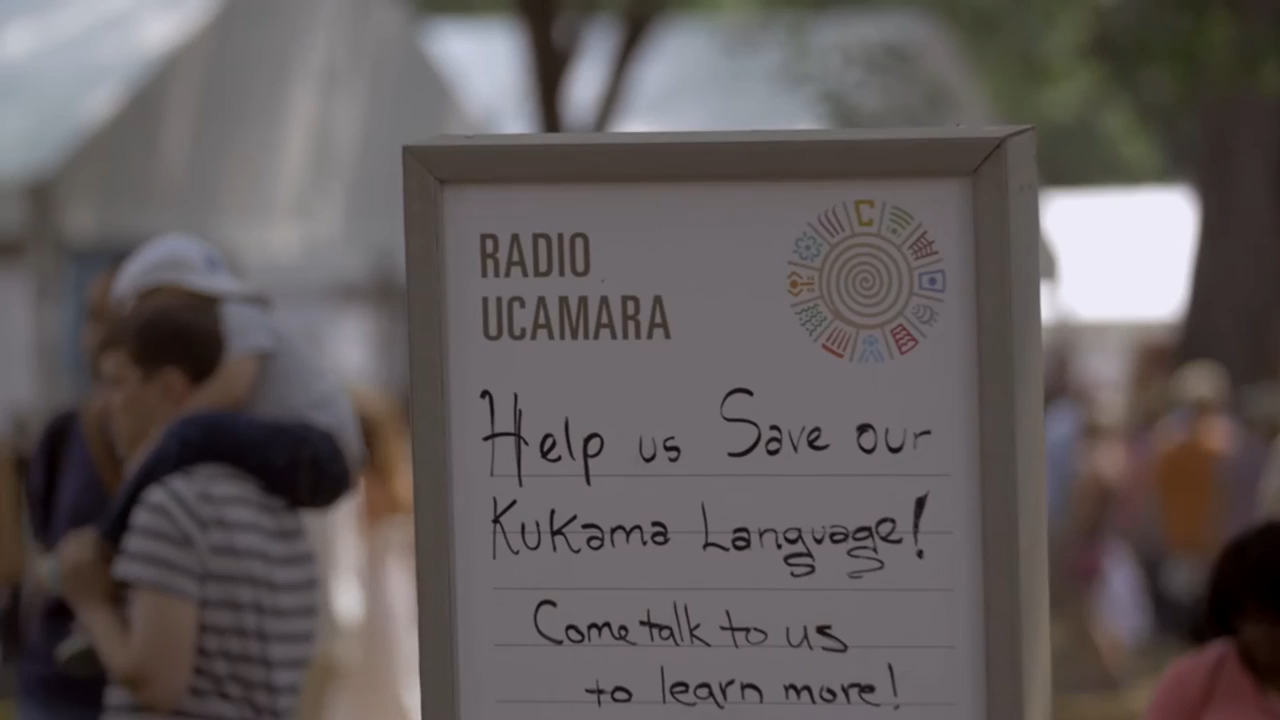 RADIO
UCAMARA
Help us Save our
Kukama Language!
Come talk to us
to learn more!